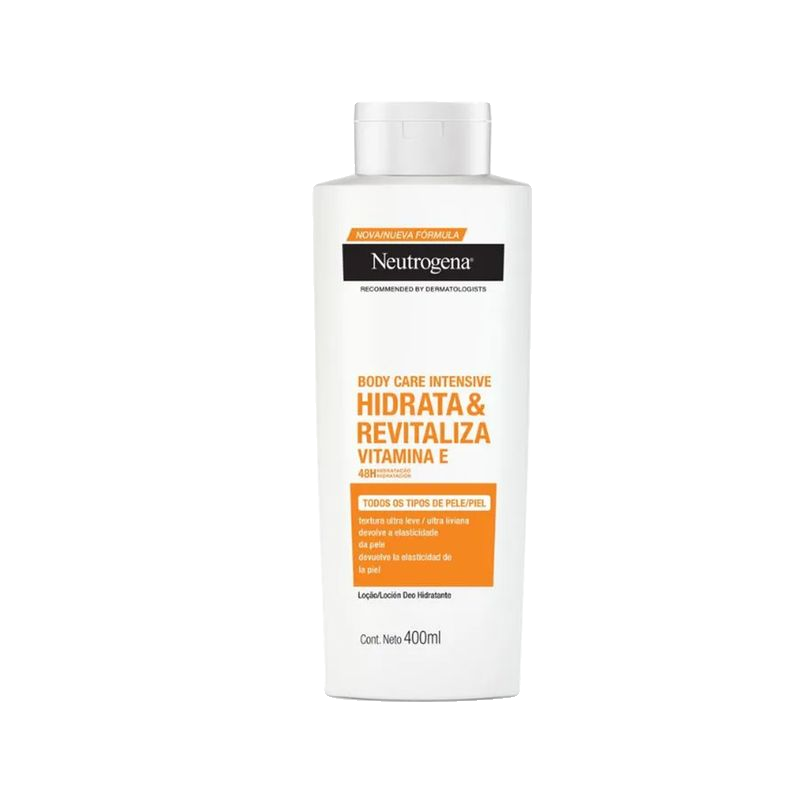 NOVA/NUEVA FÓRMULA
Neutrogena®
RECOMMENDED BY DERMATOLOGISTS
BODY CARE INTENSIVE
HIDRATA &
REVITALIZA
VITAMINA E
48H HIDRATAÇÃO
HIDRATACIÓN
TODOS OS TIPOS DE PELE/PIEL
textura ultra leve / ultra liviana
devolve a elasticidade
da pele
devuelve la elasticidad de
la piel
Loção/Loción Deo Hidratante
Cont. Neto 400ml